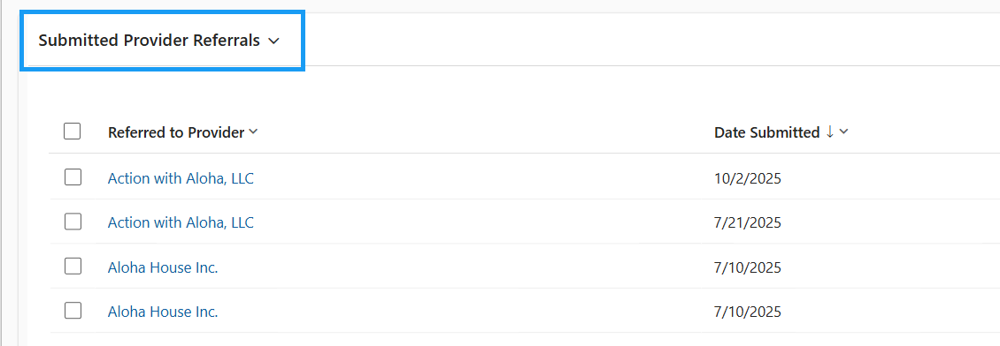 Submitted Provider Referrals
Referred to Provider Date Submitted ↓
Action with Aloha, LLC 10/2/2025
Action with Aloha, LLC 7/21/2025
Aloha House Inc. 7/10/2025
Aloha House Inc. 7/10/2025